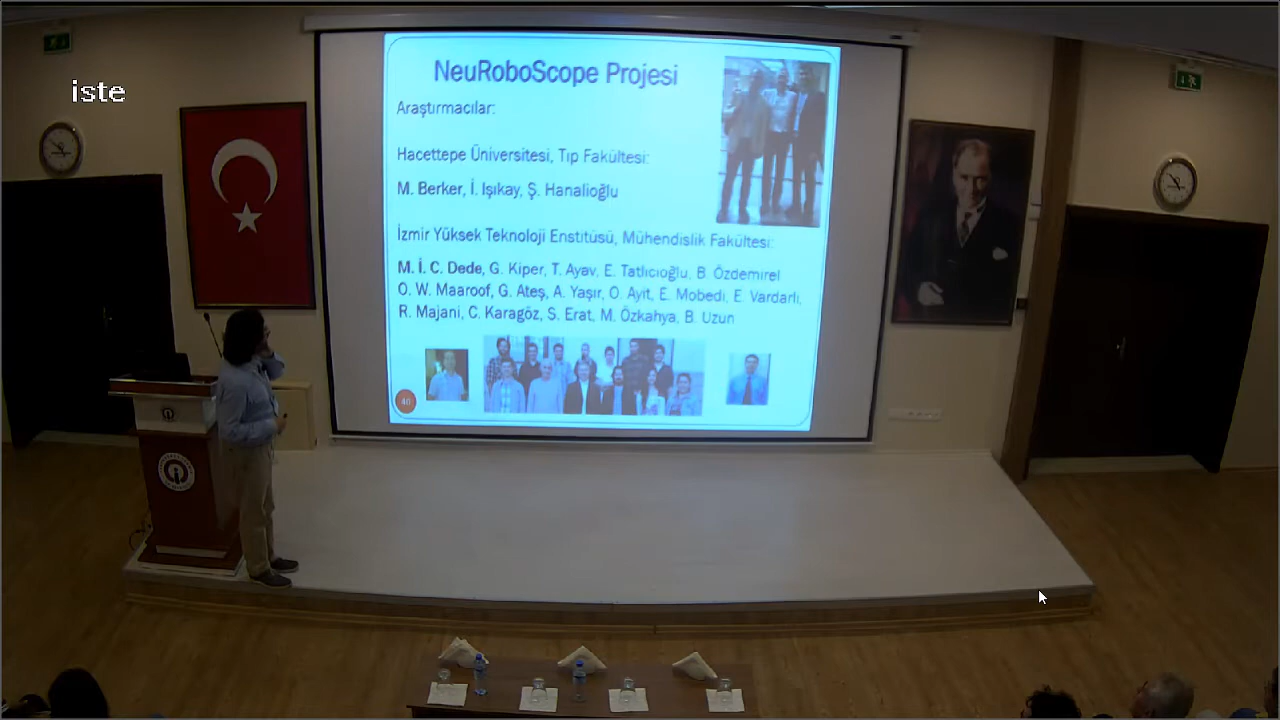 iste
NeuRoboScope Projesi
Araştırmacılar:
Hacettepe Üniversitesi, Tıp Fakültesi:
M. Berker, İ. Işıkay, Ş. Hanalioğlu
İzmir Yüksek Teknoloji Enstitüsü, Mühendislik Fakültesi:
M. İ. C. Dede, G. Kiper, T. Ayav, E. Tatlıcıoğlu, B. Özdemirel
O. W. Maaroof, G. Ateş, A. Yaşır, O. Ayit, E. Mobedi, E. Vardarlı,
R. Majani, C. Karagöz, S. Erat, M. Özkahya, B. Uzun
40